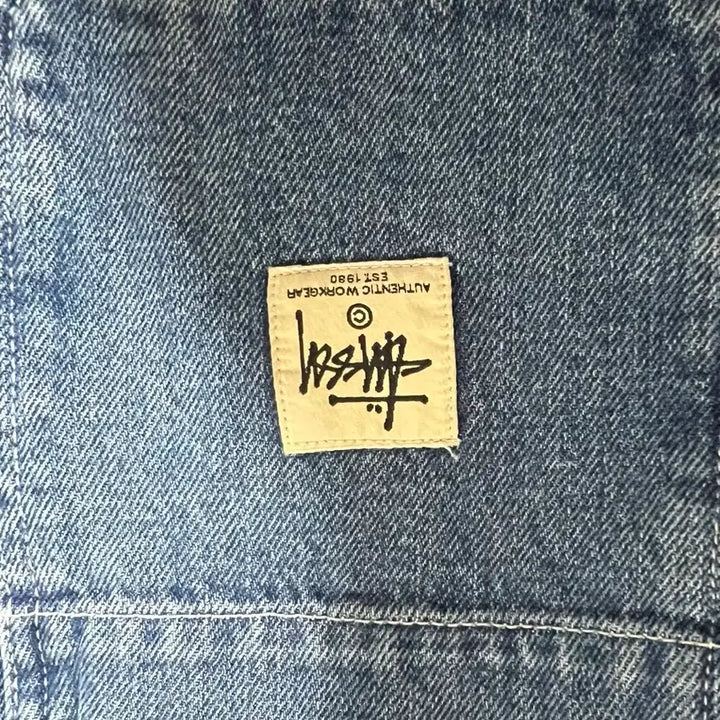 Stüssy
©
AUTHENTIC WORKGEAR
EST. 1980